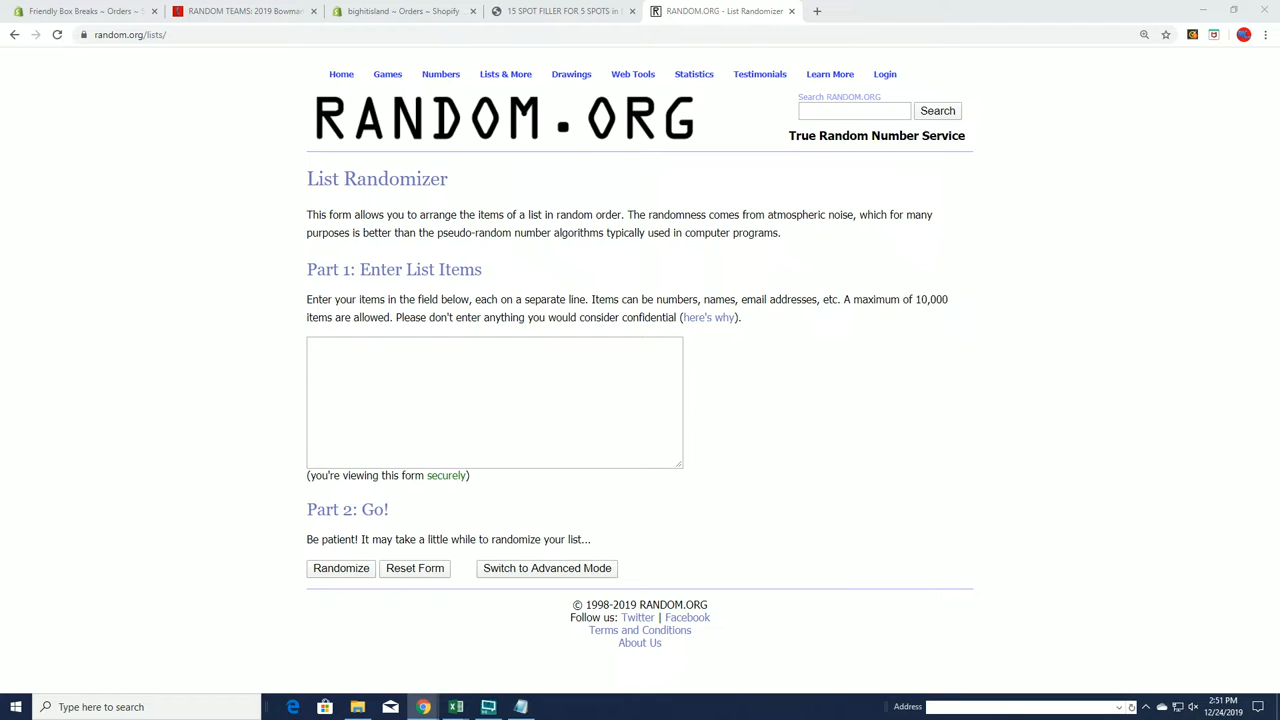 Friendly Box Breaks ~ Orders ~ S
RANDOM TEAMS: 2019 Bowma
bighitisland ~ Orders ~ Shopify
15 SPOT FILLER FOR 5 SPOTS in
RANDOM.ORG - List Randomizer
random.org/lists/
Home Games Numbers Lists & More Drawings Web Tools Statistics Testimonials Learn More Login
RANDOM.ORG
Search RANDOM.ORG
Search
True Random Number Service
List Randomizer
This form allows you to arrange the items of a list in random order. The randomness comes from atmospheric noise, which for many
purposes is better than the pseudo-random number algorithms typically used in computer programs.
Part 1: Enter List Items
Enter your items in the field below, each on a separate line. Items can be numbers, names, email addresses, etc. A maximum of 10,000
items are allowed. Please don't enter anything you would consider confidential (here's why).
(you're viewing this form securely)
Part 2: Go!
Be patient! It may take a little while to randomize your list...
Randomize Reset Form Switch to Advanced Mode
© 1998-2019 RANDOM.ORG
Follow us: Twitter | Facebook
Terms and Conditions
About Us
Type here to search
Address
2:51 PM
12/24/2019